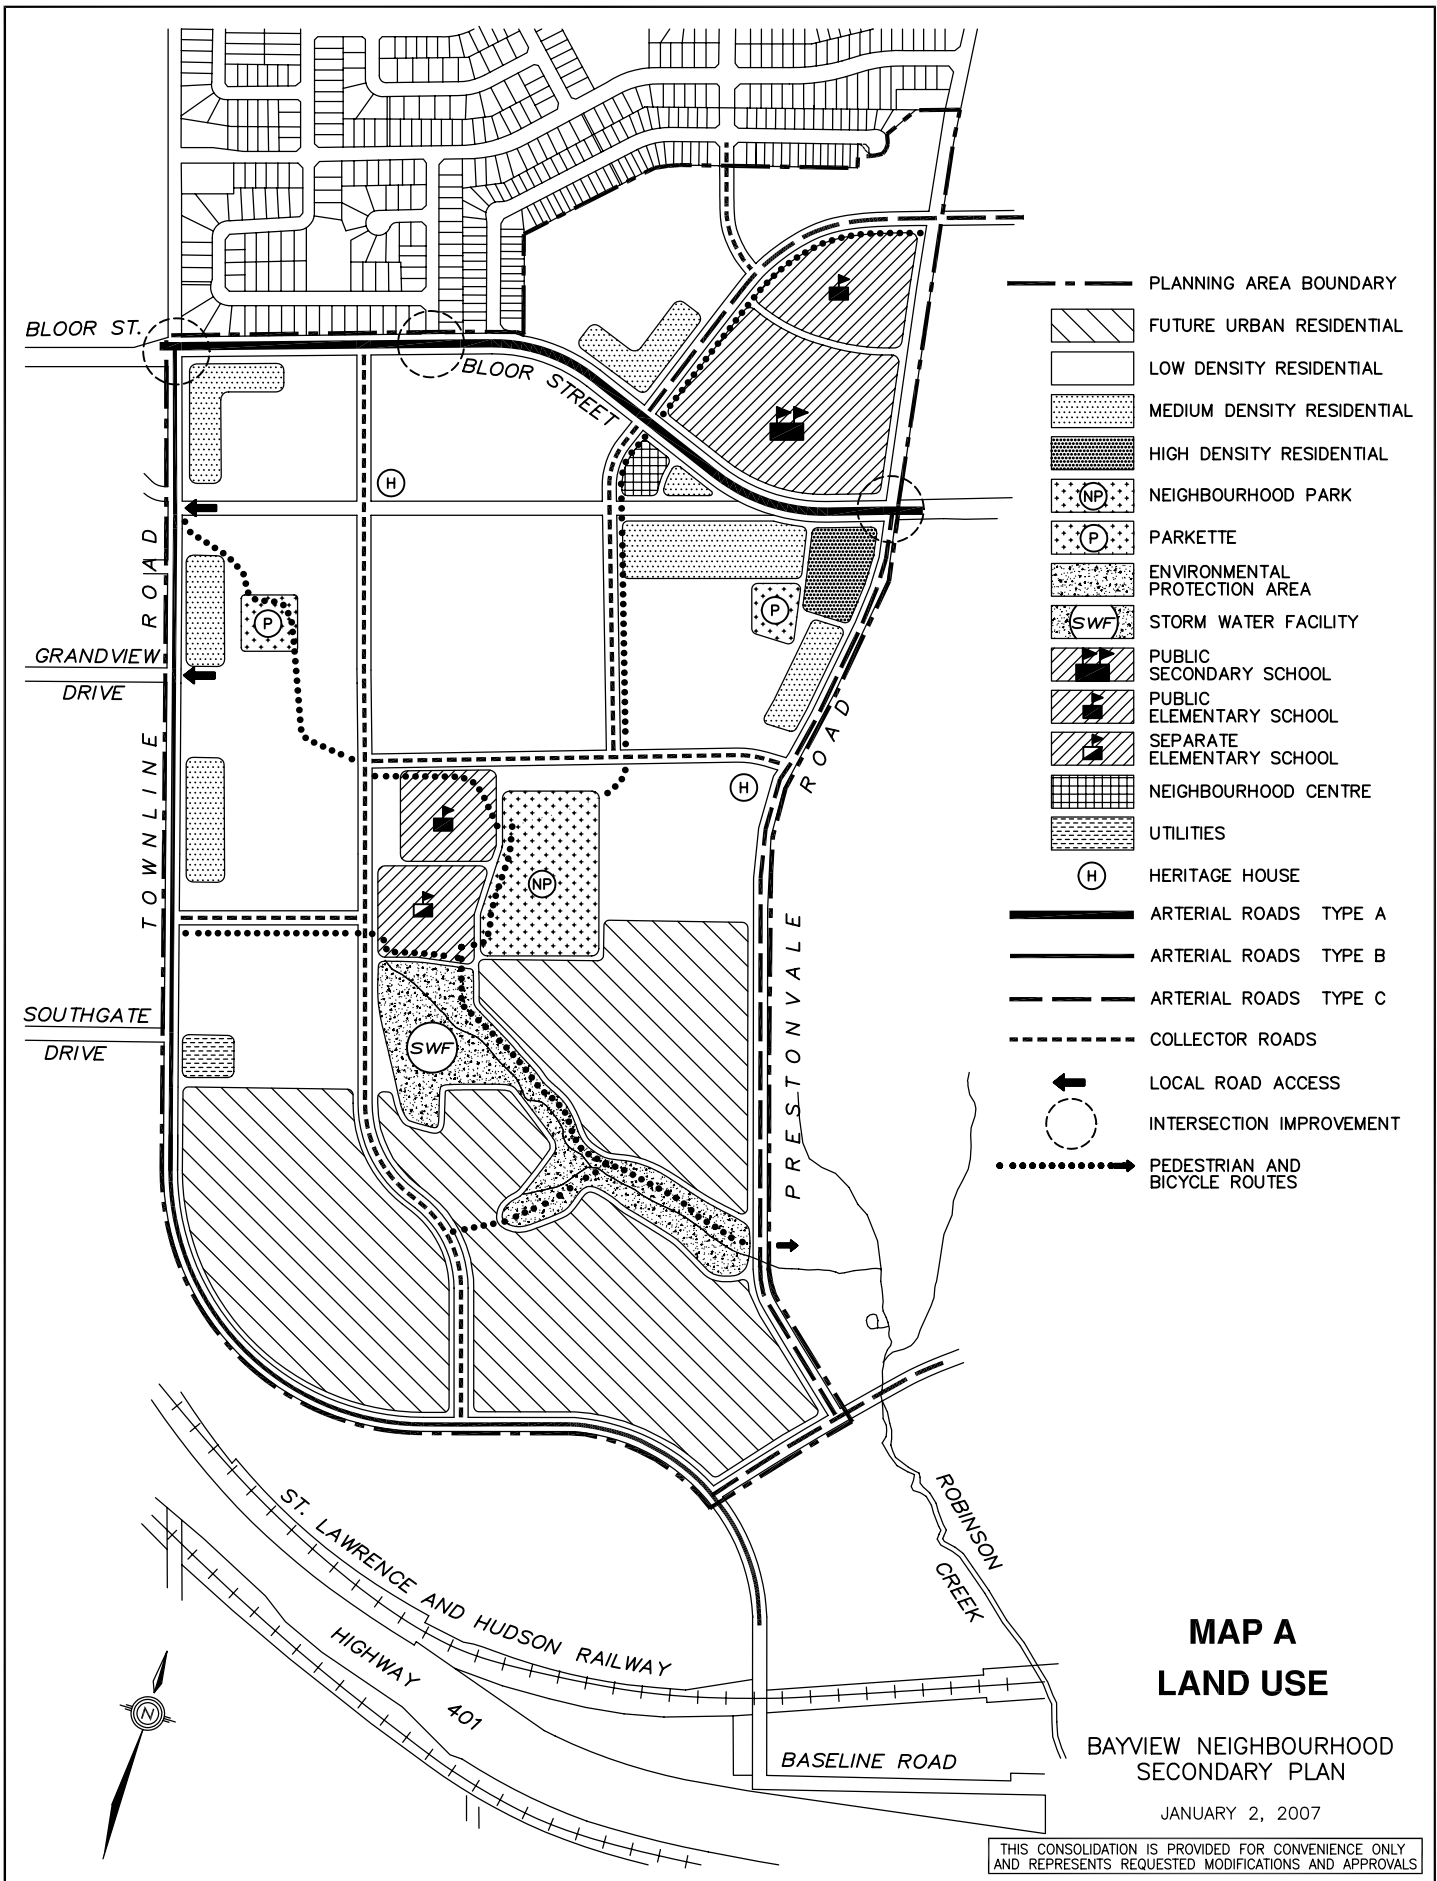 BLOOR ST.
BLOOR STREET
H
TOWNLINE ROAD
P
P
GRANDVIEW
DRIVE
H
PRESTONVALE ROAD
NP
SOUTHGATE
DRIVE
SWF
PLANNING AREA BOUNDARY
FUTURE URBAN RESIDENTIAL
LOW DENSITY RESIDENTIAL
MEDIUM DENSITY RESIDENTIAL
HIGH DENSITY RESIDENTIAL
NP NEIGHBOURHOOD PARK
P PARKETTE
ENVIRONMENTAL
PROTECTION AREA
SWF STORM WATER FACILITY
PUBLIC
SECONDARY SCHOOL
PUBLIC
ELEMENTARY SCHOOL
SEPARATE
ELEMENTARY SCHOOL
NEIGHBOURHOOD CENTRE
UTILITIES
H HERITAGE HOUSE
ARTERIAL ROADS TYPE A
ARTERIAL ROADS TYPE B
ARTERIAL ROADS TYPE C
COLLECTOR ROADS
LOCAL ROAD ACCESS
INTERSECTION IMPROVEMENT
PEDESTRIAN AND
BICYCLE ROUTES
ROBINSON
CREEK
ST. LAWRENCE AND HUDSON RAILWAY
HIGHWAY 401
BASELINE ROAD
N
MAP A
LAND USE
BAYVIEW NEIGHBOURHOOD
SECONDARY PLAN
JANUARY 2, 2007
THIS CONSOLIDATION IS PROVIDED FOR CONVENIENCE ONLY
AND REPRESENTS REQUESTED MODIFICATIONS AND APPROVALS